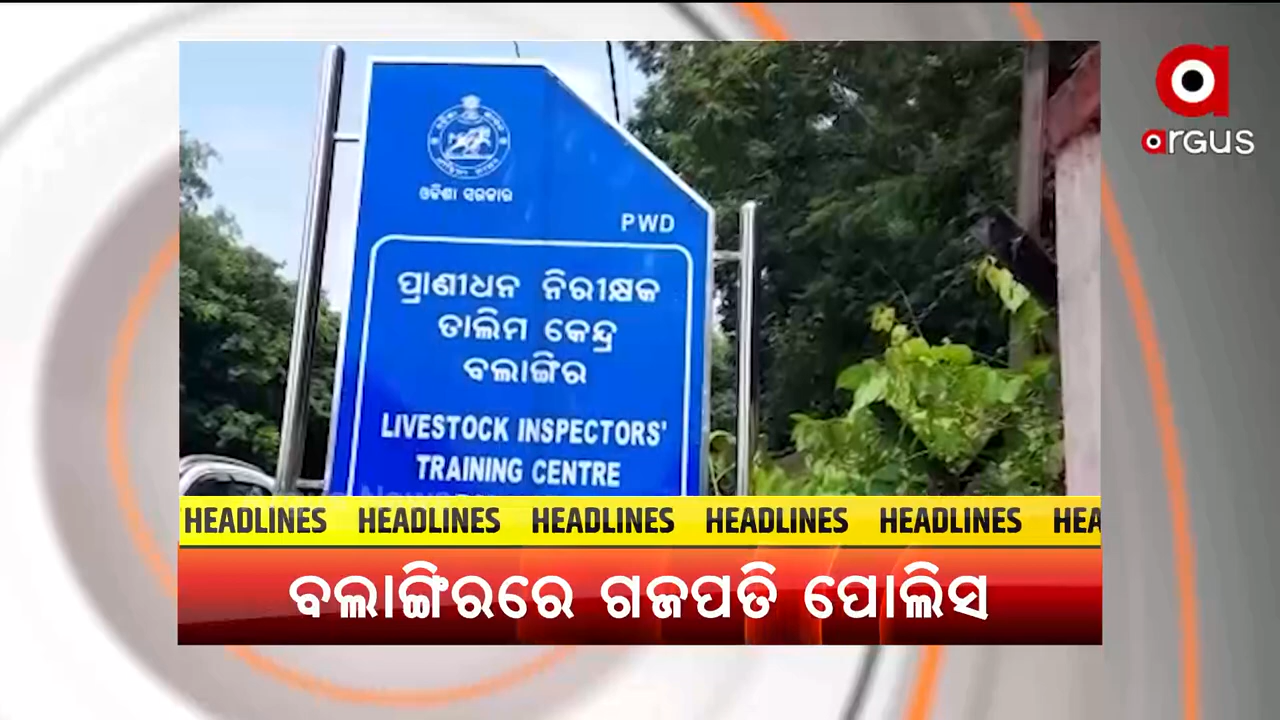 argus
ଓଡିଶା ସରକାର
PWD
ପ୍ରାଣୀଧନ ନିରୀକ୍ଷକ
ତାଲିମ କେନ୍ଦ୍ର
ବଲାଙ୍ଗିର
LIVESTOCK INSPECTORS'
TRAINING CENTRE
HEADLINES HEADLINES HEADLINES HEADLINES HEADLINES HEA
ବଲାଙ୍ଗିରରେ ଗଜପତି ପୋଲିସ